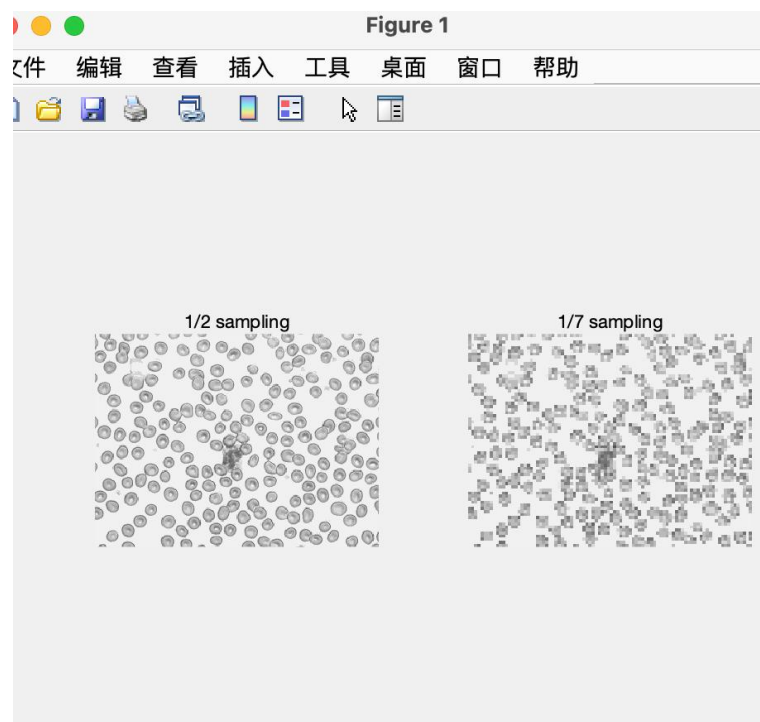 Figure 1
文件 编辑 查看 插入 工具 桌面 窗口 帮助
1/2 sampling
1/7 sampling